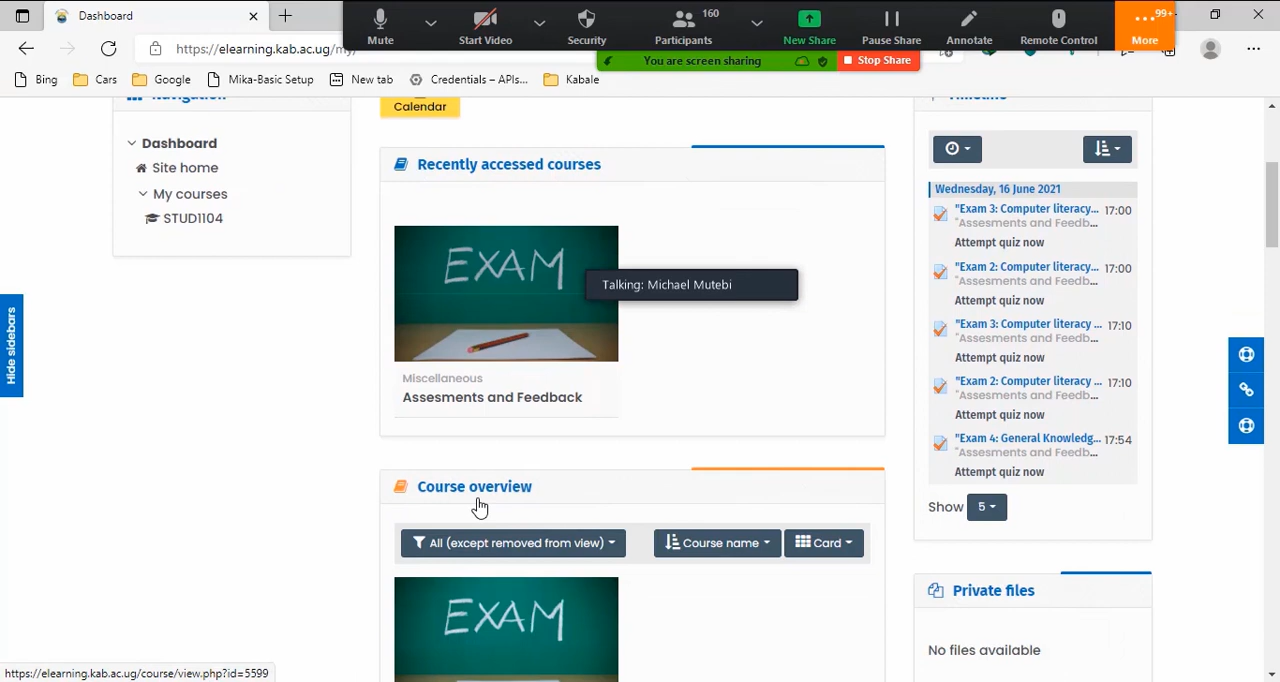 Dashboard
Mute
Start Video
Security
160
Participants
New Share
Pause Share
Annotate
Remote Control
99+
More
https://elearning.kab.ac.ug/my/
You are screen sharing
Stop Share
Bing
Cars
Google
Mika-Basic Setup
New tab
Credentials – APIs...
Kabale
Navigation
Dashboard
Site home
My courses
STUD1104
Hide sidebars
Calendar
Recently accessed courses
EXAM
Talking: Michael Mutebi
Miscellaneous
Assesments and Feedback
Course overview
All (except removed from view)
Course name
Card
EXAM
Timeline
Wednesday, 16 June 2021
"Exam 3: Computer literacy... 17:00
"Assesments and Feedb...
Attempt quiz now
"Exam 2: Computer literacy... 17:00
"Assesments and Feedb...
Attempt quiz now
"Exam 3: Computer literacy ... 17:10
"Assesments and Feedb...
Attempt quiz now
"Exam 2: Computer literacy ... 17:10
"Assesments and Feedb...
Attempt quiz now
"Exam 4: General Knowledg... 17:54
"Assesments and Feedb...
Attempt quiz now
Show 5
Private files
No files available
https://elearning.kab.ac.ug/course/view.php?id=5599